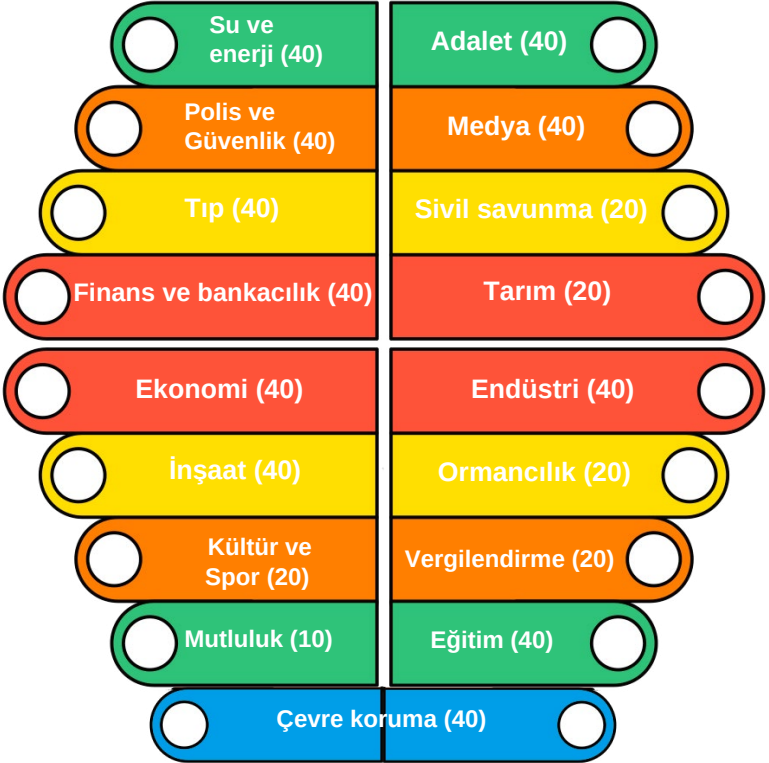 Su ve
enerji (40)
Adalet (40)
Polis ve
Güvenlik (40)
Medya (40)
Tıp (40)
Sivil savunma (20)
Finans ve bankacılık (40)
Tarım (20)
Ekonomi (40)
Endüstri (40)
İnşaat (40)
Ormancılık (20)
Kültür ve
Spor (20)
Vergilendirme (20)
Mutluluk (10)
Eğitim (40)
Çevre koruma (40)